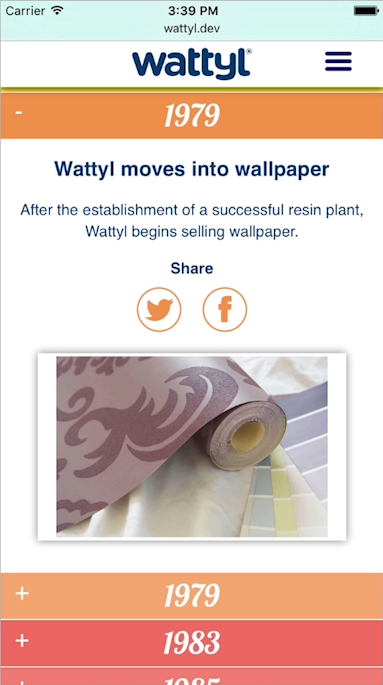 Carrier 3:39 PM
wattyl.dev
wattyl®
- 1979
Wattyl moves into wallpaper
After the establishment of a successful resin plant,
Wattyl begins selling wallpaper.
Share
+ 1979
+ 1983
1985